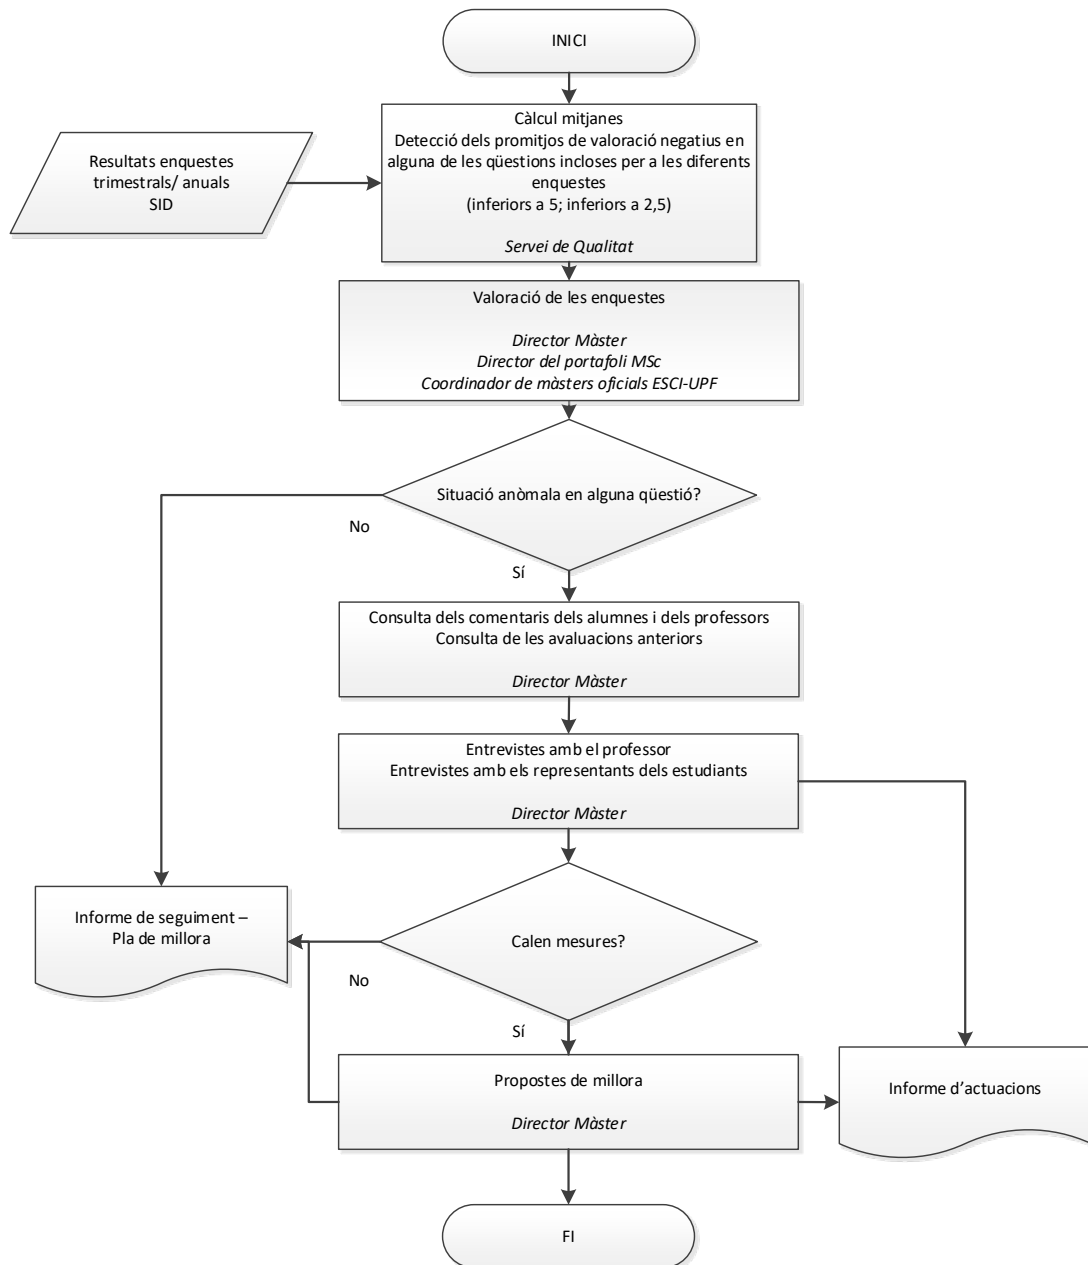 INICI
Càlcul mitjanes
Detecció dels promitjos de valoració negatius en
alguna de les qüestions incloses per a les diferents
enquestes
(inferiors a 5; inferiors a 2,5)
Servei de Qualitat
Resultats enquestes
trimestrals/ anuals
SID
Valoració de les enquestes
Director Màster
Director del portafoli MSc
Coordinador de màsters oficials ESCI-UPF
Situació anòmala en alguna qüestió?
No
Sí
Consulta dels comentaris dels alumnes i dels professors
Consulta de les avaluacions anteriors
Director Màster
Entrevistes amb el professor
Entrevistes amb els representants dels estudiants
Director Màster
Informe de seguiment –
Pla de millora
Calen mesures?
No
Sí
Propostes de millora
Director Màster
Informe d’actuacions
FI